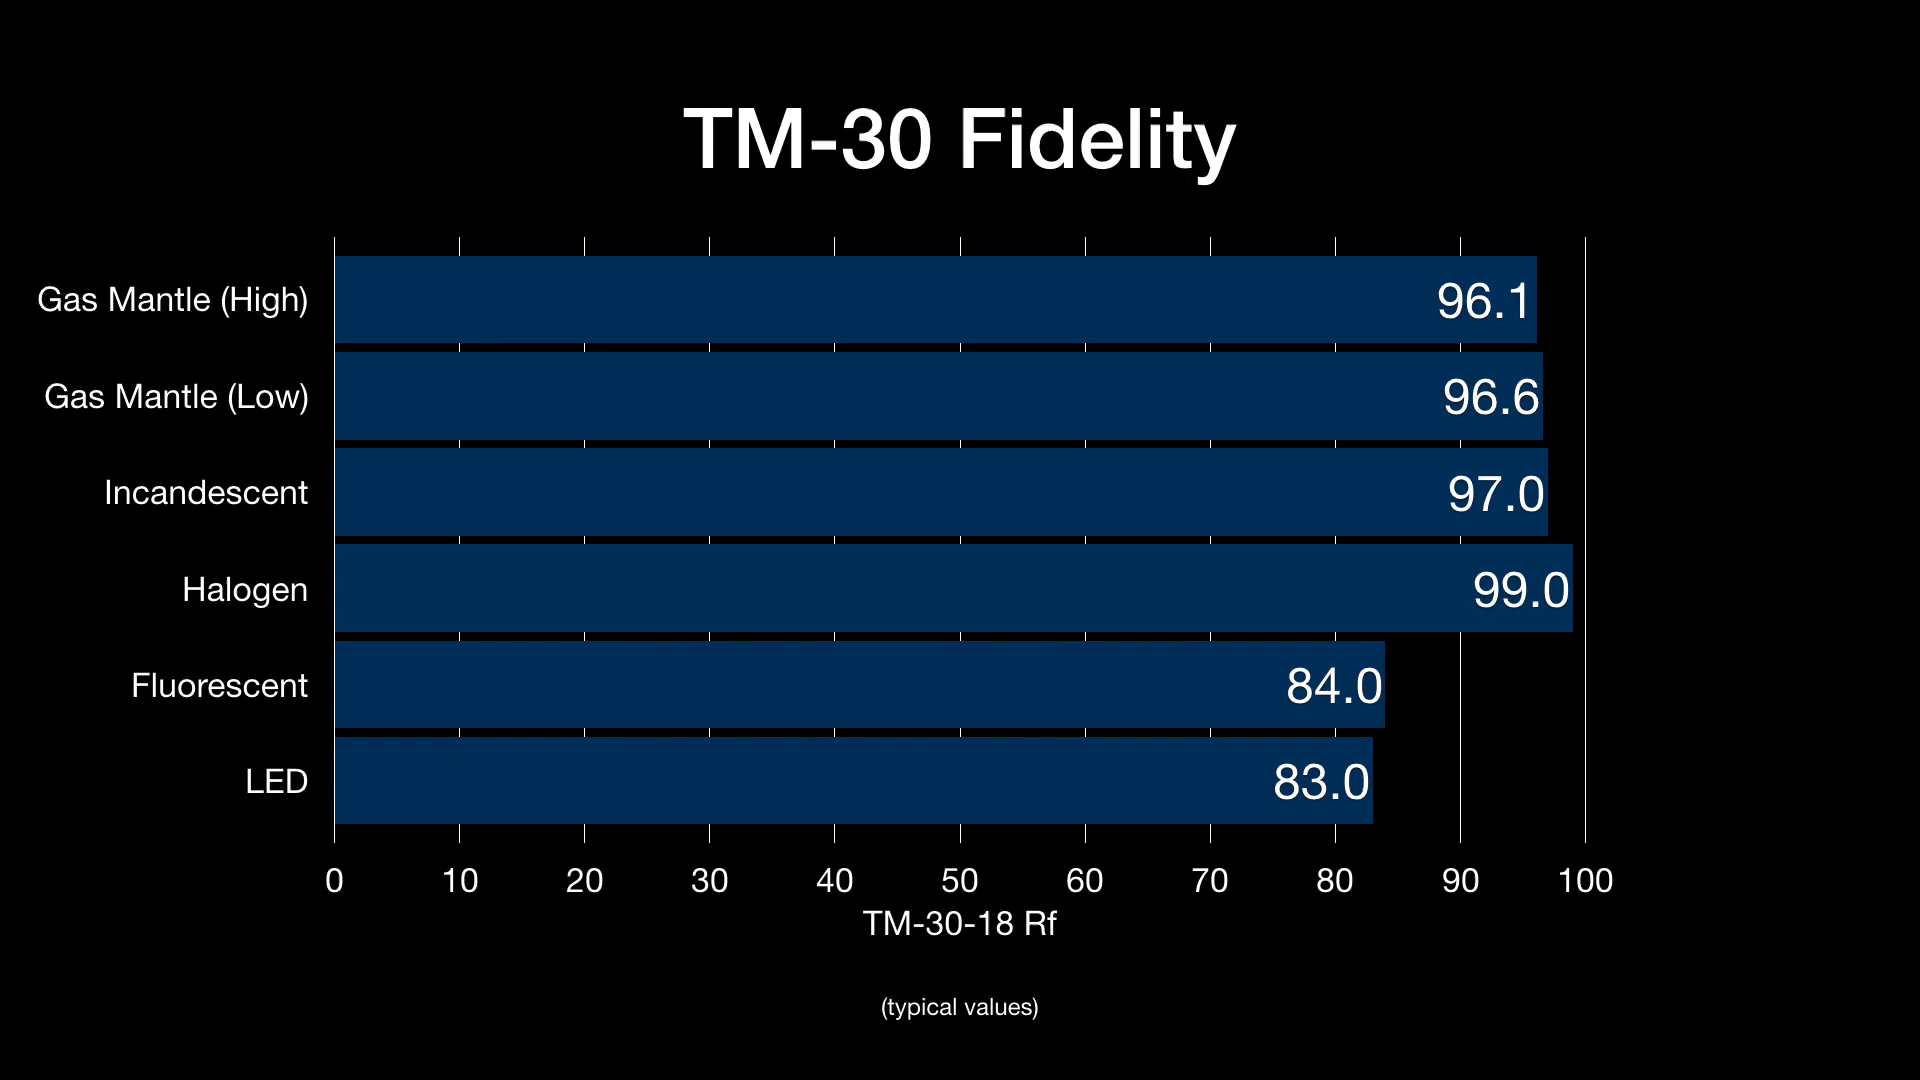 TM-30 Fidelity
Gas Mantle (High) 96.1
Gas Mantle (Low) 96.6
Incandescent 97.0
Halogen 99.0
Fluorescent 84.0
LED 83.0
0 10 20 30 40 50 60 70 80 90 100
TM-30-18 Rf
(typical values)